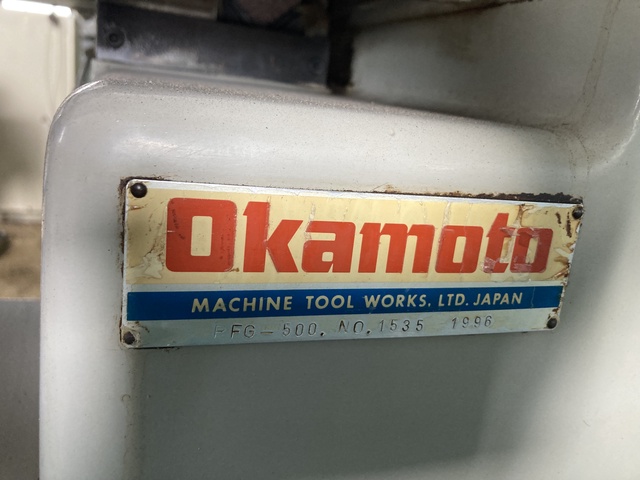 Okamoto
MACHINE TOOL WORKS, LTD. JAPAN
PFG-500, NO, 1535 1996